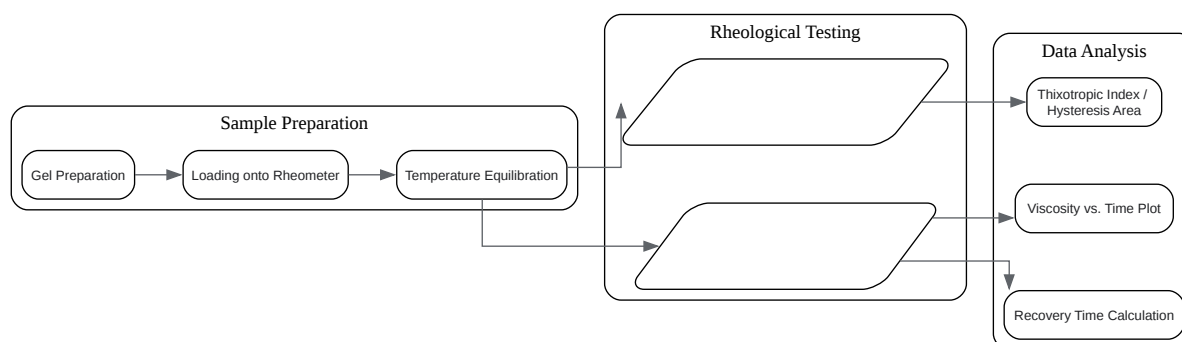 Sample Preparation
Gel Preparation
Loading onto Rheometer
Temperature Equilibration
Rheological Testing
Data Analysis
Thixotropic Index /
Hysteresis Area
Viscosity vs. Time Plot
Recovery Time Calculation